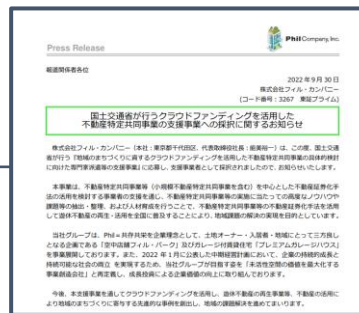 Phil Company, Inc.
Press Release
報道関係者各位
2022年9月30日
株式会社フィル・カンパニー
(コード番号：3267 東証プライム)
国土交通省が行うクラウドファンディングを活用した
不動産特定共同事業の支援事業への採択に関するお知らせ
株式会社フィル・カンパニー（本社：東京都千代田区、代表取締役社長：能美裕一）は、この度、国土交通
省が行う「地域のまちづくりに資するクラウドファンディングを活用した不動産特定共同事業の具体的検討
に向けた専門家派遣等の支援事業」に応募し、支援事業者として採択されましたので、お知らせいたします。
本事業は、不動産特定共同事業等（小規模不動産特定共同事業を含む）を中心とした不動産証券化手
法の活用を検討する事業者の支援を通じ、不動産特定共同事業等の実施に当たっての高度なノウハウや
課題等の抽出・整理、および人材育成を行うことで、不動産特定共同事業等の不動産証券化手法を活用
して遊休不動産の再生・活用を全国に普及することにより、地域課題の解決の実現を目的としています。
当社グループは、Phil＝共存共栄を企業理念として、土地オーナー・入居者・地域にとって三方良し
となる企画である「空中店舗フィル・パーク」及びガレージ付賃貸住宅「プレミアムガレージハウス」
を事業展開しております。また、2022年1月に公表した中期経営計画において、企業の持続的成長と
持続可能な社会の両立 を実現するため、当社グループが目指す姿を「未活性空間の価値を最大化する
事業創造会社」と再定義し、成長投資による企業価値の向上に取り組んでおります。
今後、本支援事業を通してクラウドファンディングを活用し、遊休不動産の再生事業、不動産の活用に
より地域のまちづくりに寄与する先進的な事例を創出し、地域の課題解決を進めてまいります。